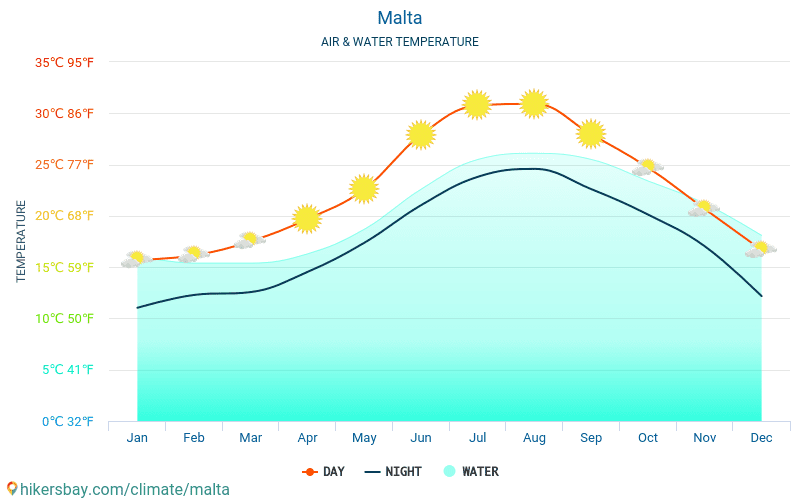 Malta
AIR & WATER TEMPERATURE
35℃ 95℉
30℃ 86℉
25℃ 77℉
20℃ 68℉
15℃ 59℉
10℃ 50℉
5℃ 41℉
0℃ 32℉
TEMPERATURE
Jan Feb Mar Apr May Jun Jul Aug Sep Oct Nov Dec
DAY NIGHT WATER
hikersbay.com/climate/malta